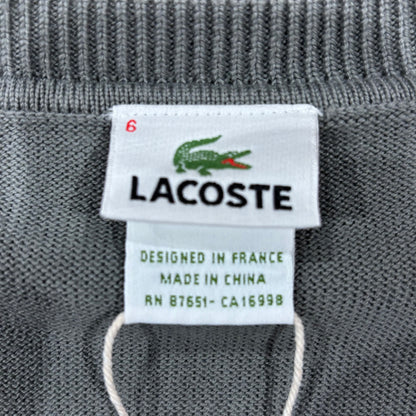 6
LACOSTE
DESIGNED IN FRANCE
MADE IN CHINA
RN 87651- CA16998